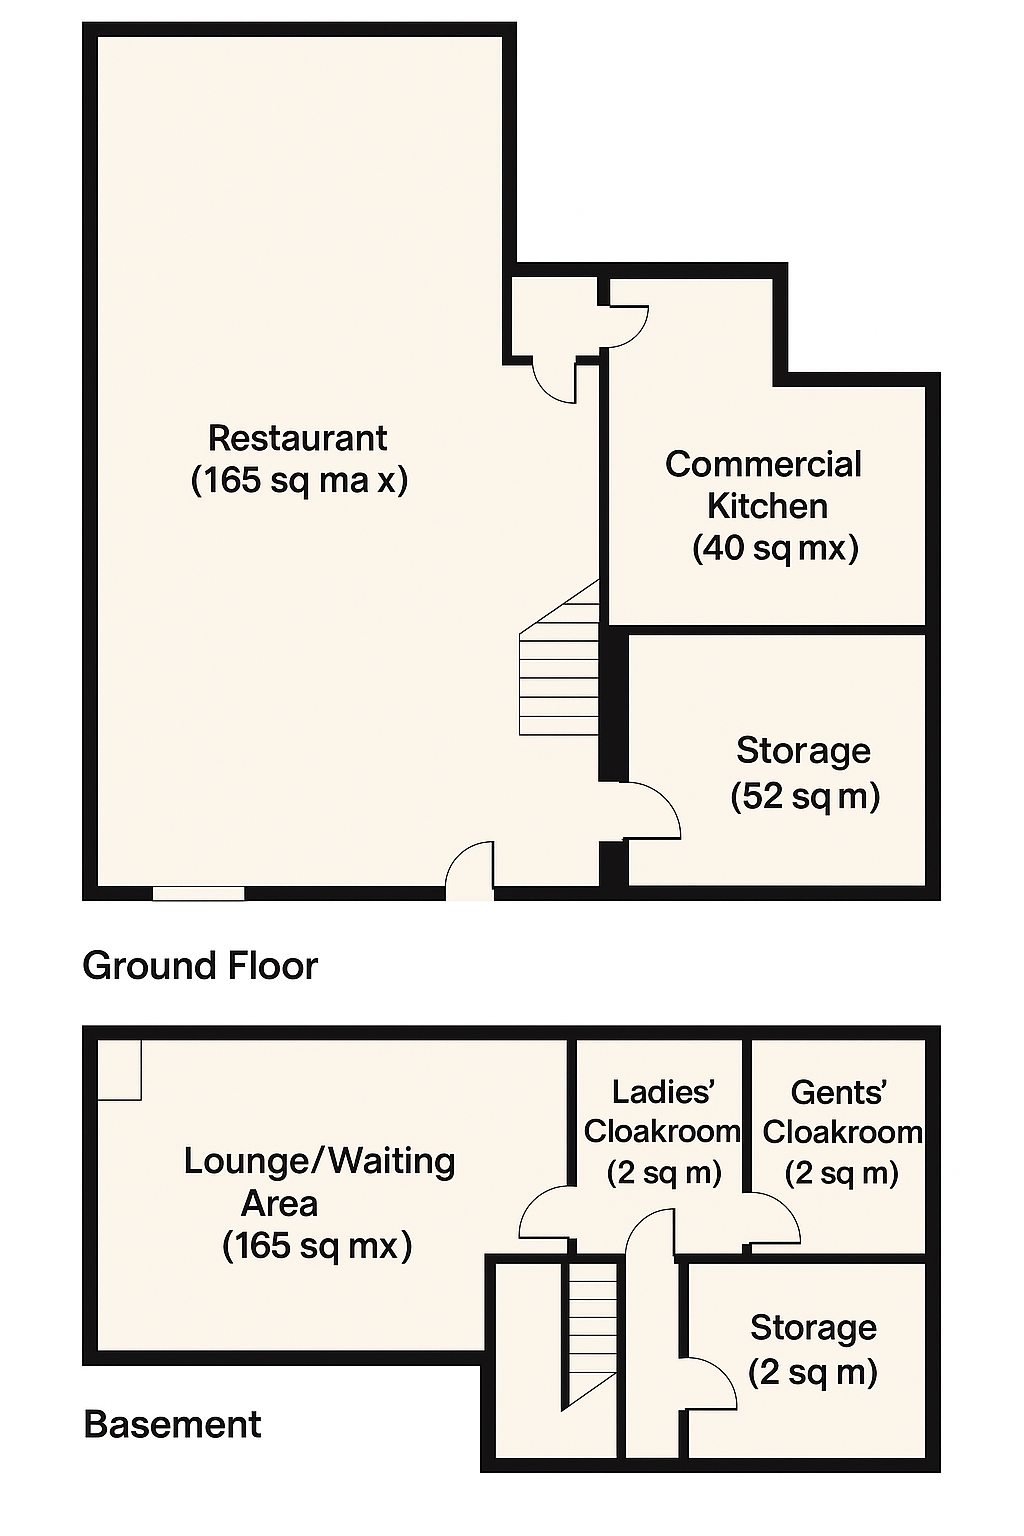 Restaurant
(165 sq ma x)
Commercial
Kitchen
(40 sq mx)
Storage
(52 sq m)
Ground Floor
Lounge/Waiting
Area
(165 sq mx)
Ladies’
Cloakroom
(2 sq m)
Gents’
Cloakroom
(2 sq m)
Storage
(2 sq m)
Basement